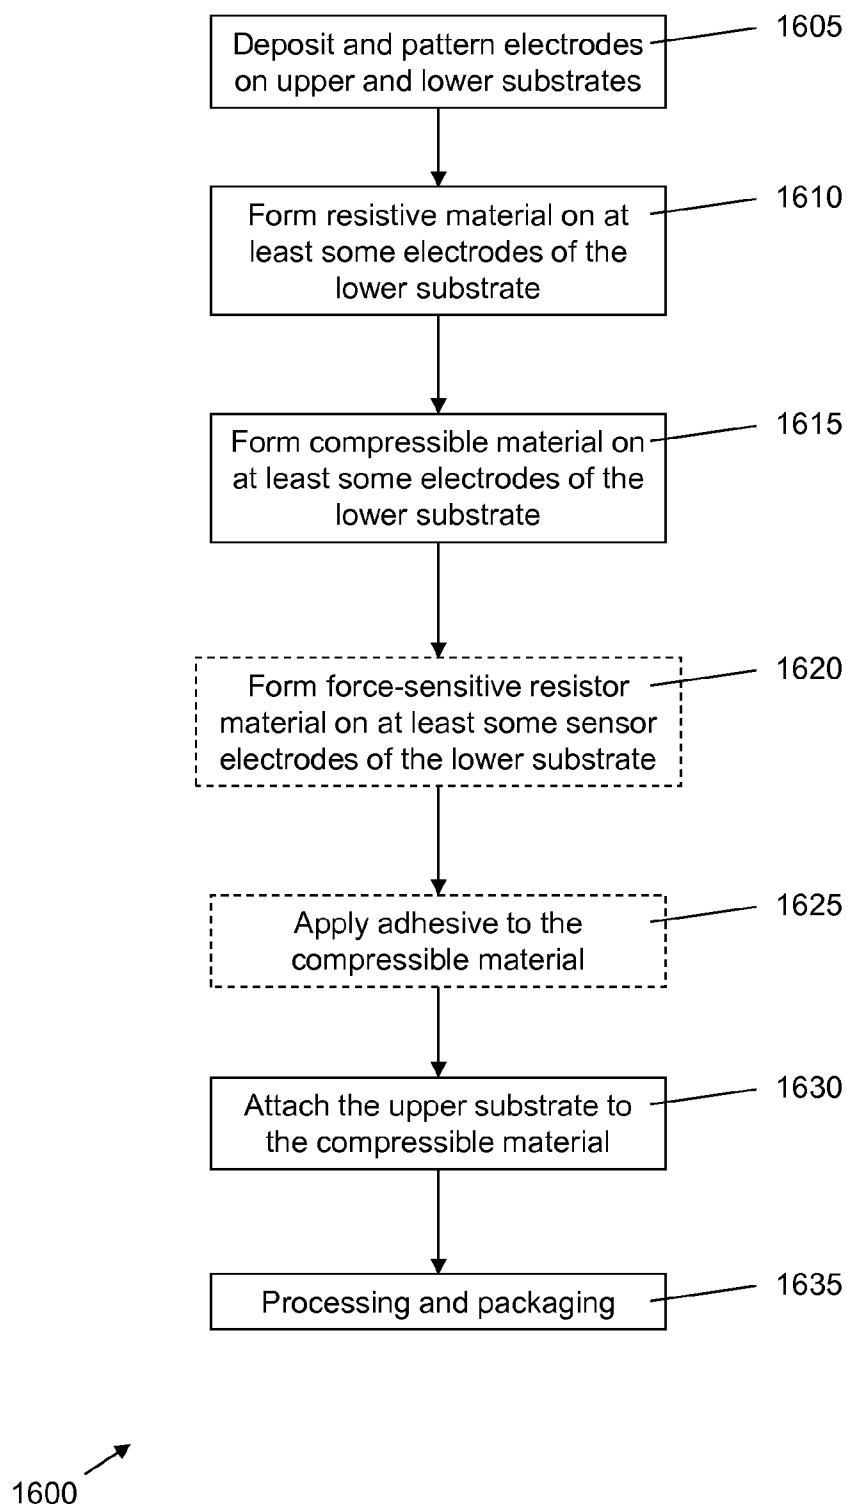 1605
Deposit and pattern electrodes
on upper and lower substrates
1610
Form resistive material on at
least some electrodes of the
lower substrate
1615
Form compressible material on
at least some electrodes of the
lower substrate
1620
Form force-sensitive resistor
material on at least some sensor
electrodes of the lower substrate
1625
Apply adhesive to the
compressible material
1630
Attach the upper substrate to
the compressible material
1635
Processing and packaging
1600